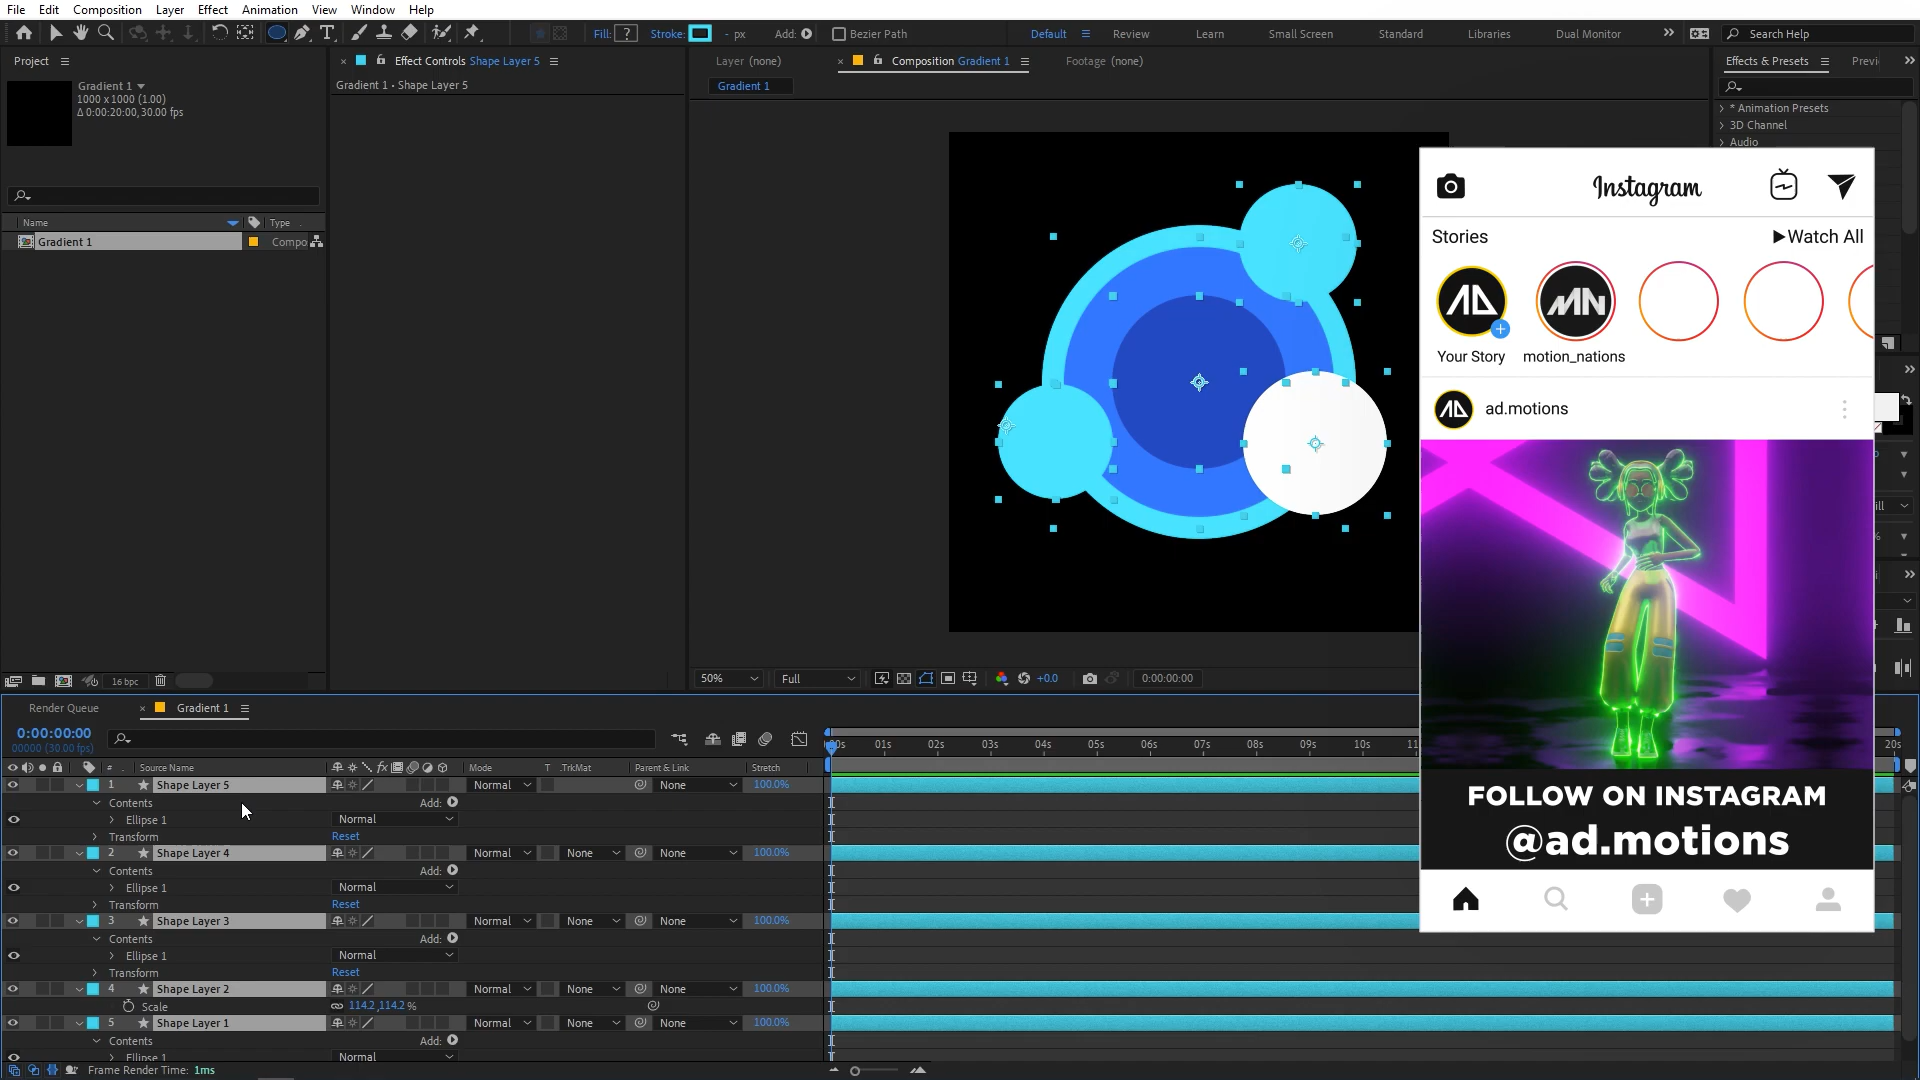 File Edit Composition Layer Effect Animation View Window Help
Fill: ? Stroke: - px Add: Bezier Path Default Review Learn Small Screen Standard Libraries Dual Monitor Search Help
Project Effect Controls Shape Layer 5 Layer (none) Composition Gradient 1 Footage (none) Effects & Presets Previ
Gradient 1 Gradient 1 • Shape Layer 5 Gradient 1
1000 x 1000 (1.00)
Δ 0:00:20:00, 30.00 fps
* Animation Presets
3D Channel
Audio
Name Type
Gradient 1 Compo
Instagram
Stories Watch All
Your Story motion_nations
ad.motions
FOLLOW ON INSTAGRAM
@ad.motions
16 bpc 50% Full +0.0 0:00:00:00
Render Queue Gradient 1
0:00:00:00
00000 (30.00 fps)
01s 02s 03s 04s 05s 06s 07s 08s 09s 10s 20s
# Source Name Mode T .TrkMat Parent & Link Stretch
1 Shape Layer 5 Normal None 100.0%
Contents Add:
Ellipse 1 Normal
Transform Reset
2 Shape Layer 4 Normal None None 100.0%
Contents Add:
Ellipse 1 Normal
Transform Reset
3 Shape Layer 3 Normal None None 100.0%
Contents Add:
Ellipse 1 Normal
Transform Reset
4 Shape Layer 2 Normal None None 100.0%
Scale 114.2,114.2 %
5 Shape Layer 1 Normal None None 100.0%
Contents Add:
Ellipse 1 Normal
Frame Render Time: 1ms